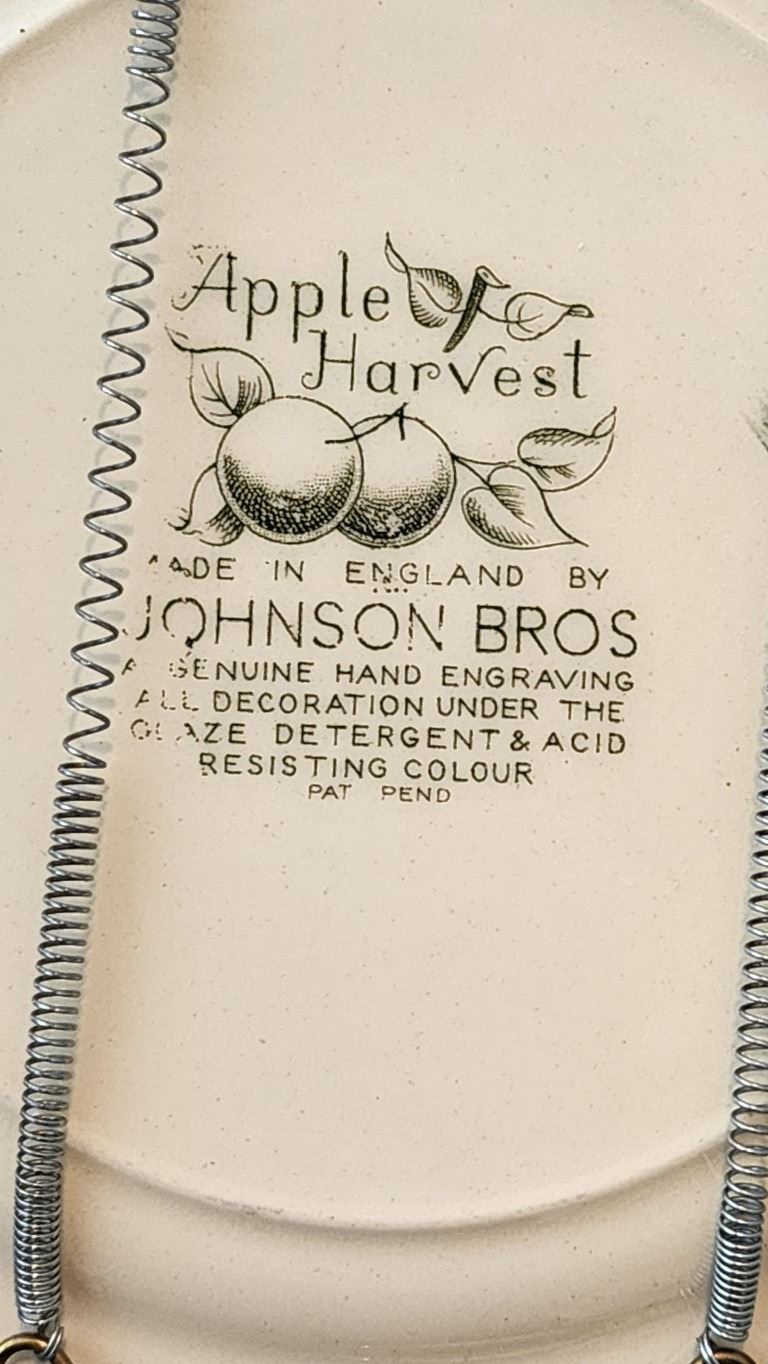 Apple
Harvest
MADE IN ENGLAND BY
JOHNSON BROS
A GENUINE HAND ENGRAVING
ALL DECORATION UNDER THE
GLAZE DETERGENT & ACID
RESISTING COLOUR
PAT PEND